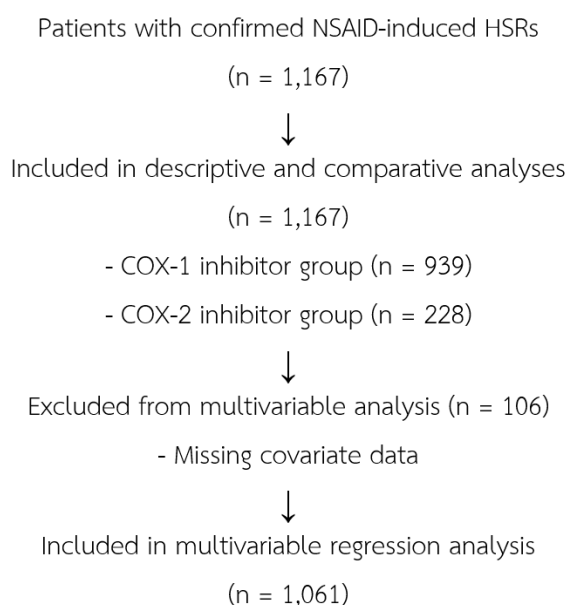 Patients with confirmed NSAID-induced HSRs
(n = 1,167)
↓
Included in descriptive and comparative analyses
(n = 1,167)
- COX-1 inhibitor group (n = 939)
- COX-2 inhibitor group (n = 228)
↓
Excluded from multivariable analysis (n = 106)
- Missing covariate data
↓
Included in multivariable regression analysis
(n = 1,061)